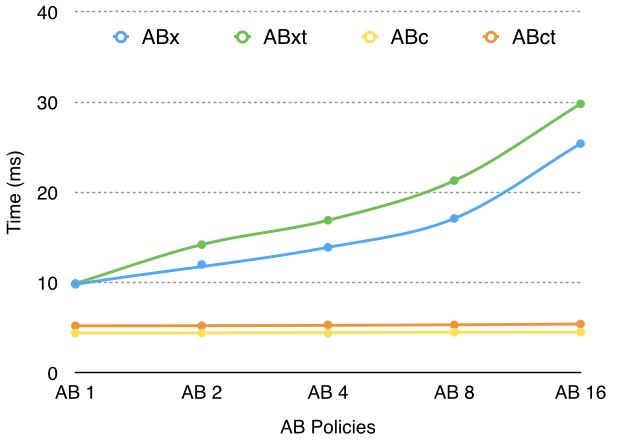 40
ABx ABxt ABc ABct
30
Time (ms)
20
10
0
AB 1 AB 2 AB 4 AB 8 AB 16
AB Policies